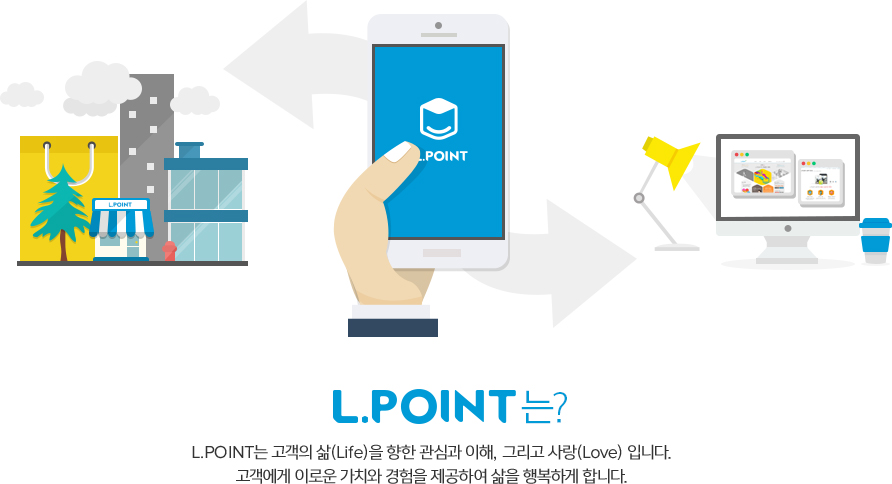 L.POINT
L.POINT
L.POINT는?
L.POINT는 고객의 삶(Life)을 향한 관심과 이해, 그리고 사랑(Love) 입니다.
고객에게 이로운 가치와 경험을 제공하여 삶을 행복하게 합니다.